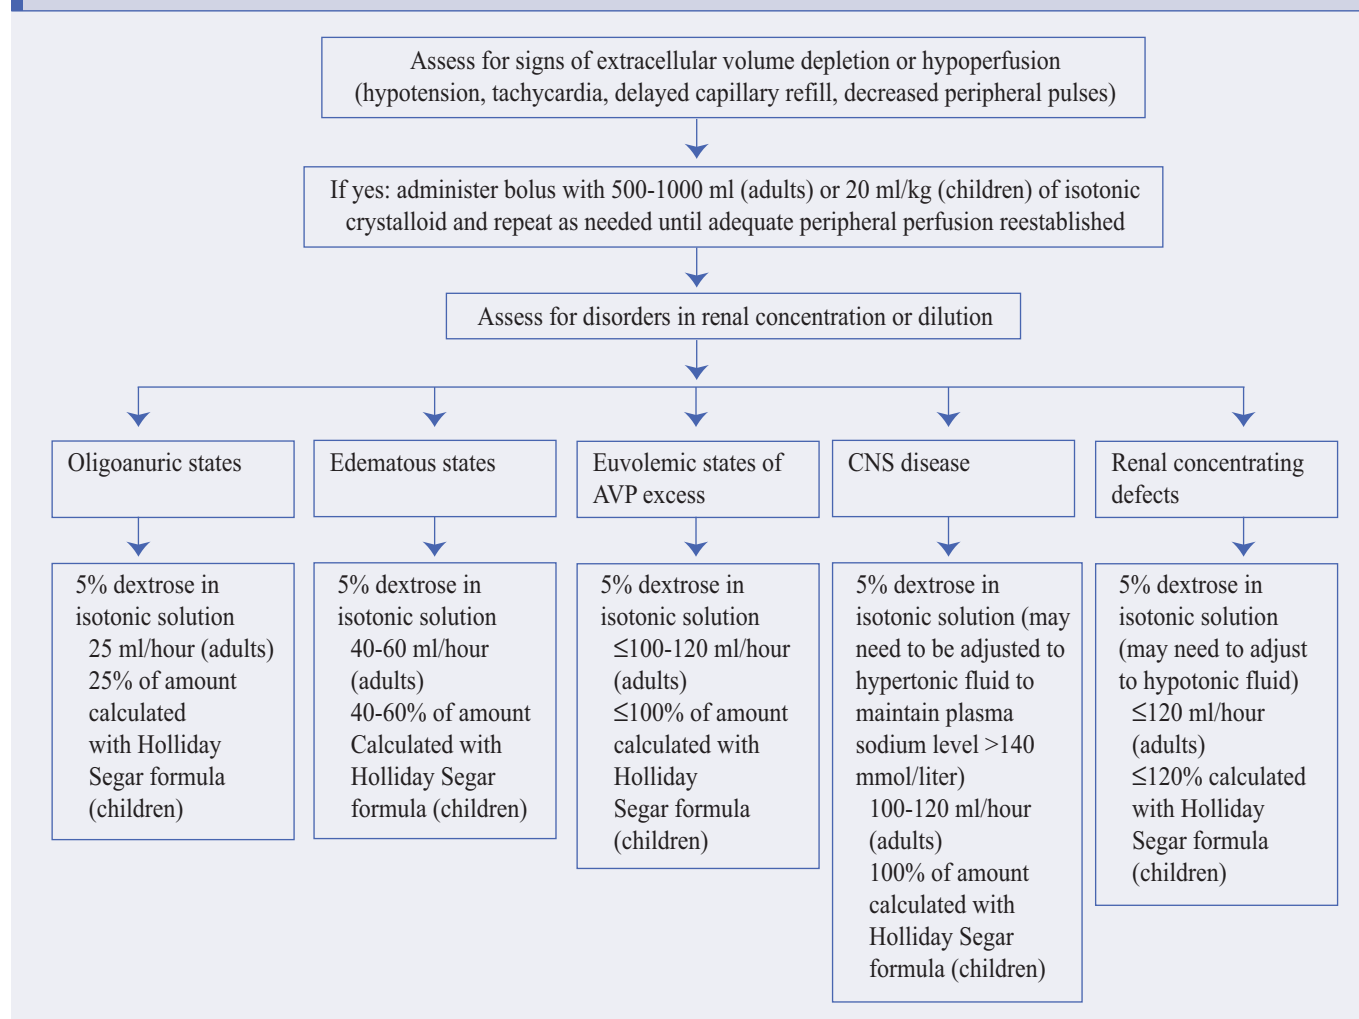 Assess for signs of extracellular volume depletion or hypoperfusion
(hypotension, tachycardia, delayed capillary refill, decreased peripheral pulses)
If yes: administer bolus with 500-1000 ml (adults) or 20 ml/kg (children) of isotonic
crystalloid and repeat as needed until adequate peripheral perfusion reestablished
Assess for disorders in renal concentration or dilution
Oligoanuric states
Edematous states
Euvolemic states of
AVP excess
CNS disease
Renal concentrating
defects
5% dextrose in
isotonic solution
25 ml/hour (adults)
25% of amount
calculated
with Holliday
Segar formula
(children)
5% dextrose in
isotonic solution
40-60 ml/hour
(adults)
40-60% of amount
Calculated with
Holliday Segar
formula (children)
5% dextrose in
isotonic solution
≤100-120 ml/hour
(adults)
≤100% of amount
calculated with
Holliday
Segar formula
(children)
5% dextrose in
isotonic solution (may
need to be adjusted to
hypertonic fluid to
maintain plasma
sodium level >140
mmol/liter)
100-120 ml/hour
(adults)
100% of amount
calculated with
Holliday Segar
formula (children)
5% dextrose in
isotonic solution
(may need to adjust
to hypotonic fluid)
≤120 ml/hour
(adults)
≤120% calculated
with Holliday
Segar formula
(children)